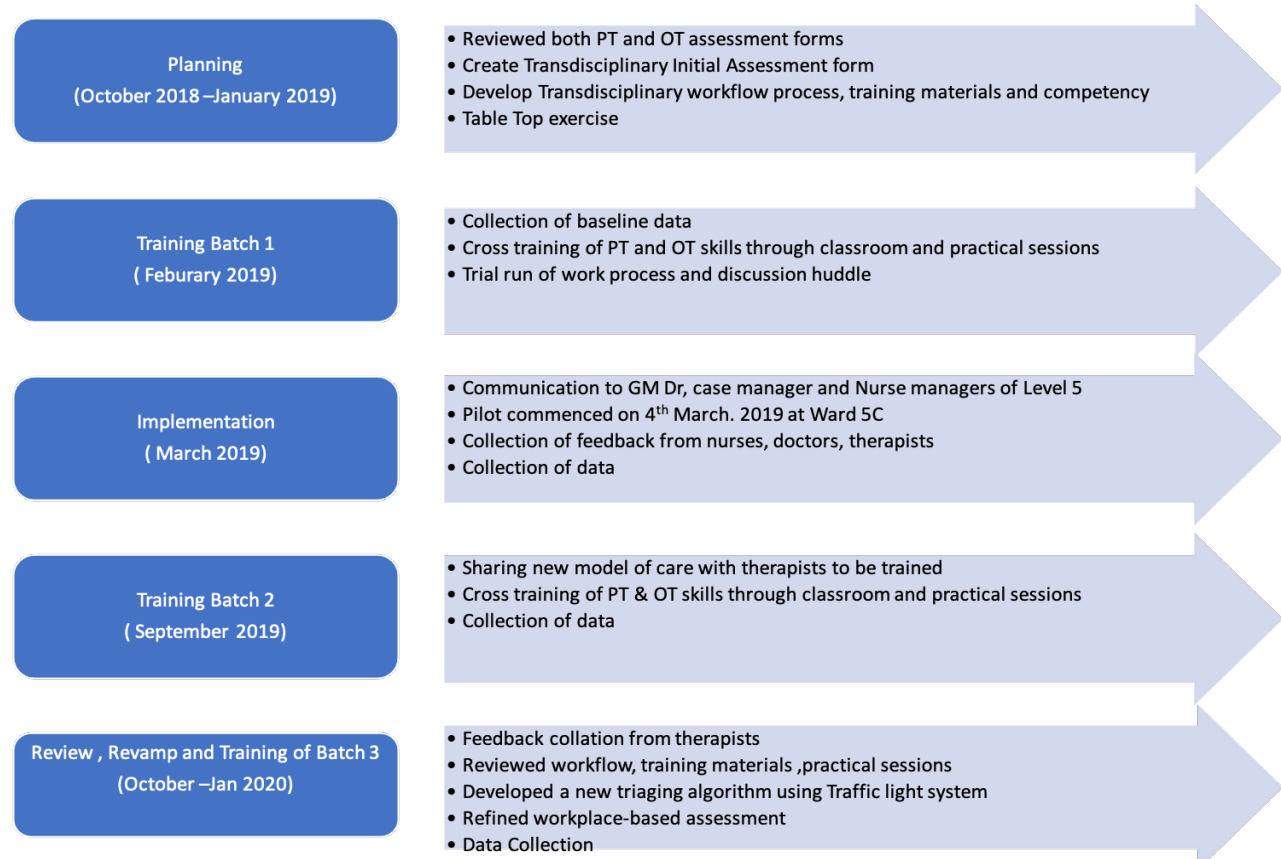 Planning
(October 2018 –January 2019)
• Reviewed both PT and OT assessment forms
• Create Transdisciplinary Initial Assessment form
• Develop Transdisciplinary workflow process, training materials and competency
• Table Top exercise
Training Batch 1
( Feburary 2019)
• Collection of baseline data
• Cross training of PT and OT skills through classroom and practical sessions
• Trial run of work process and discussion huddle
Implementation
( March 2019)
• Communication to GM Dr, case manager and Nurse managers of Level 5
• Pilot commenced on 4th March. 2019 at Ward 5C
• Collection of feedback from nurses, doctors, therapists
• Collection of data
Training Batch 2
( September 2019)
• Sharing new model of care with therapists to be trained
• Cross training of PT & OT skills through classroom and practical sessions
• Collection of data
Review , Revamp and Training of Batch 3
(October –Jan 2020)
• Feedback collation from therapists
• Reviewed workflow, training materials ,practical sessions
• Developed a new triaging algorithm using Traffic light system
• Refined workplace-based assessment
• Data Collection